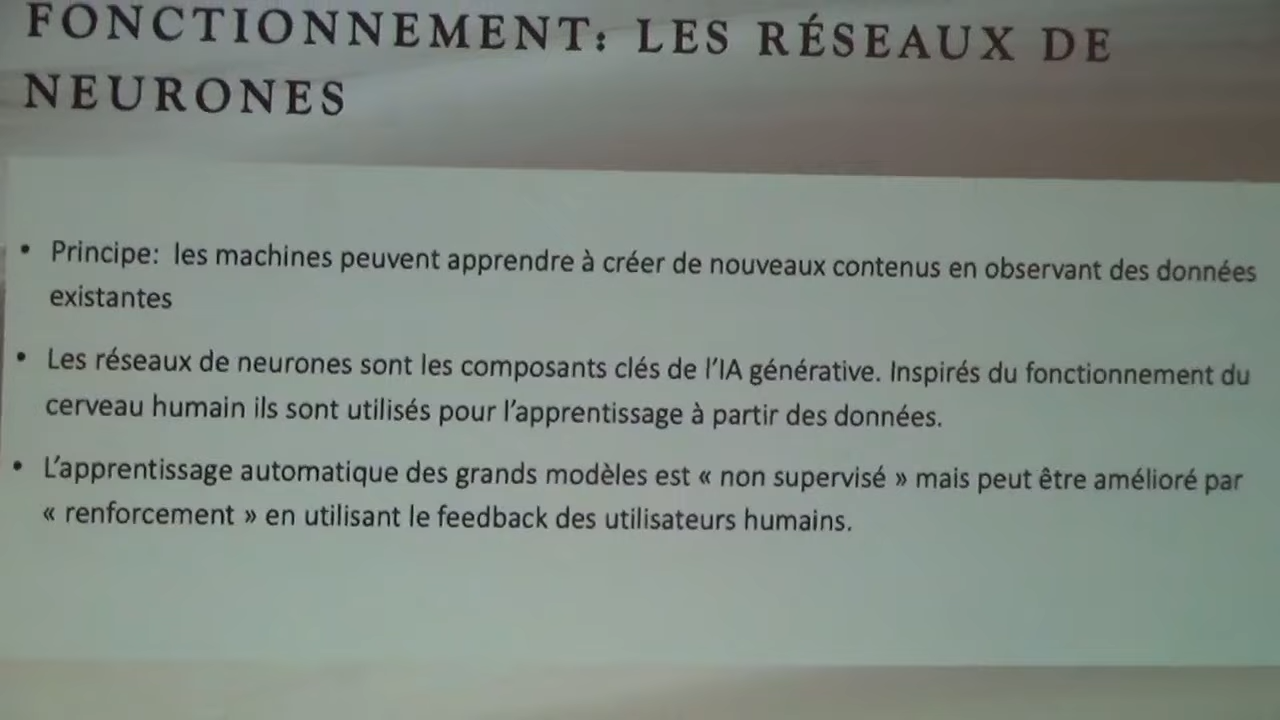 FONCTIONNEMENT: LES RÉSEAUX DE
NEURONES
• Principe: les machines peuvent apprendre à créer de nouveaux contenus en observant des données
existantes
• Les réseaux de neurones sont les composants clés de l’IA générative. Inspirés du fonctionnement du
cerveau humain ils sont utilisés pour l’apprentissage à partir des données.
• L’apprentissage automatique des grands modèles est « non supervisé » mais peut être amélioré par
« renforcement » en utilisant le feedback des utilisateurs humains.